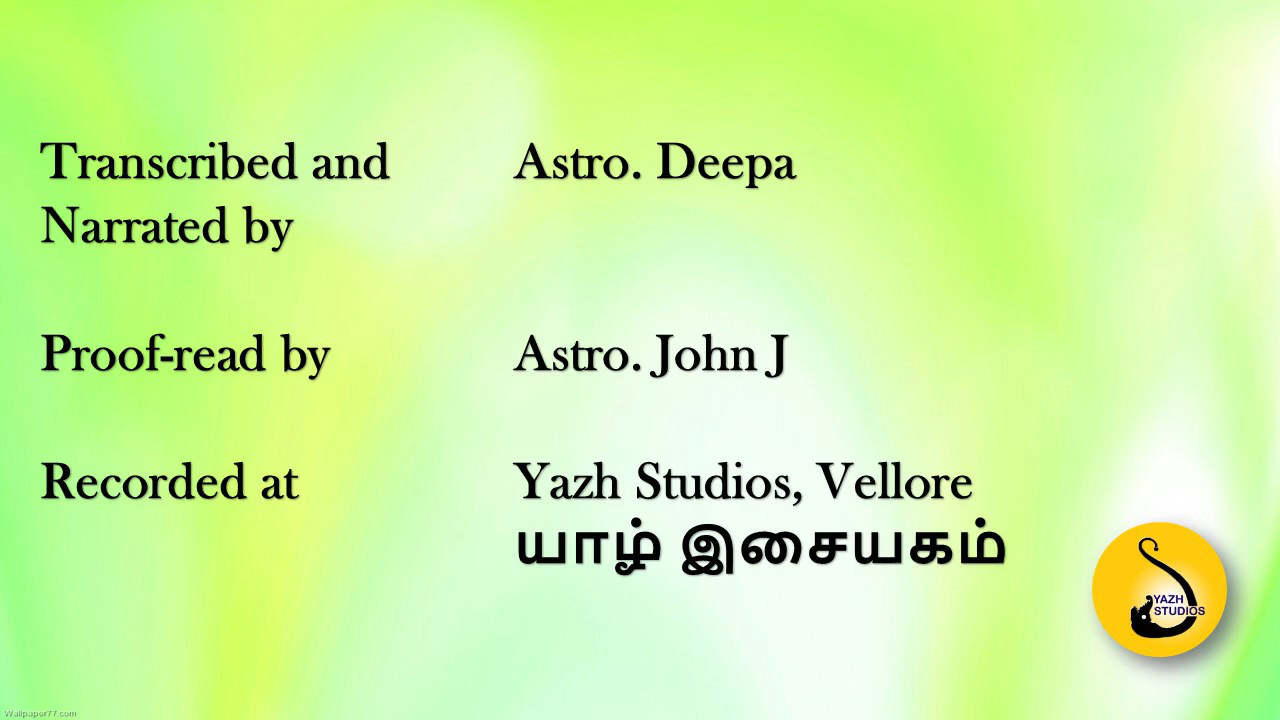 Transcribed and Astro. Deepa
Narrated by
Proof-read by Astro. John J
Recorded at Yazh Studios, Vellore
யாழ் இசையகம்
YAZH
STUDIOS
Wallpaper77.com